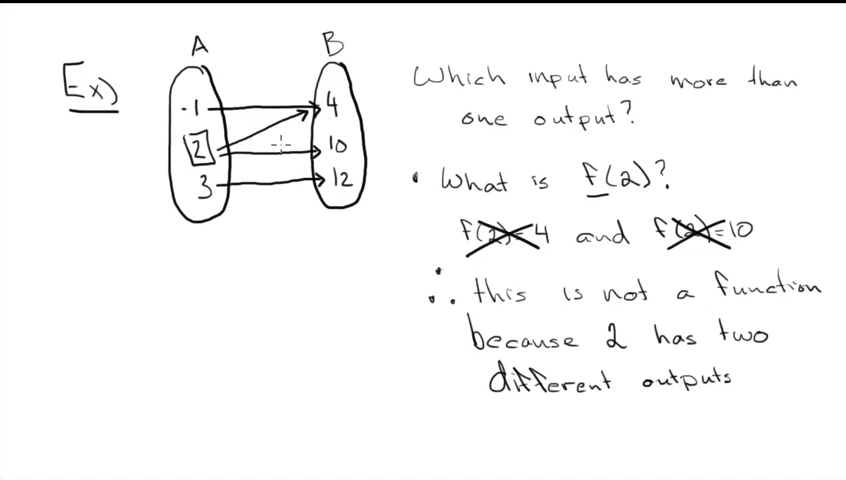 Ex)
A B
-1 4
2 10
3 12
Which input has more than
one output?
• What is f(2)?
f(2)=4 and f(2)=10
∴ this is not a function
because 2 has two
different outputs